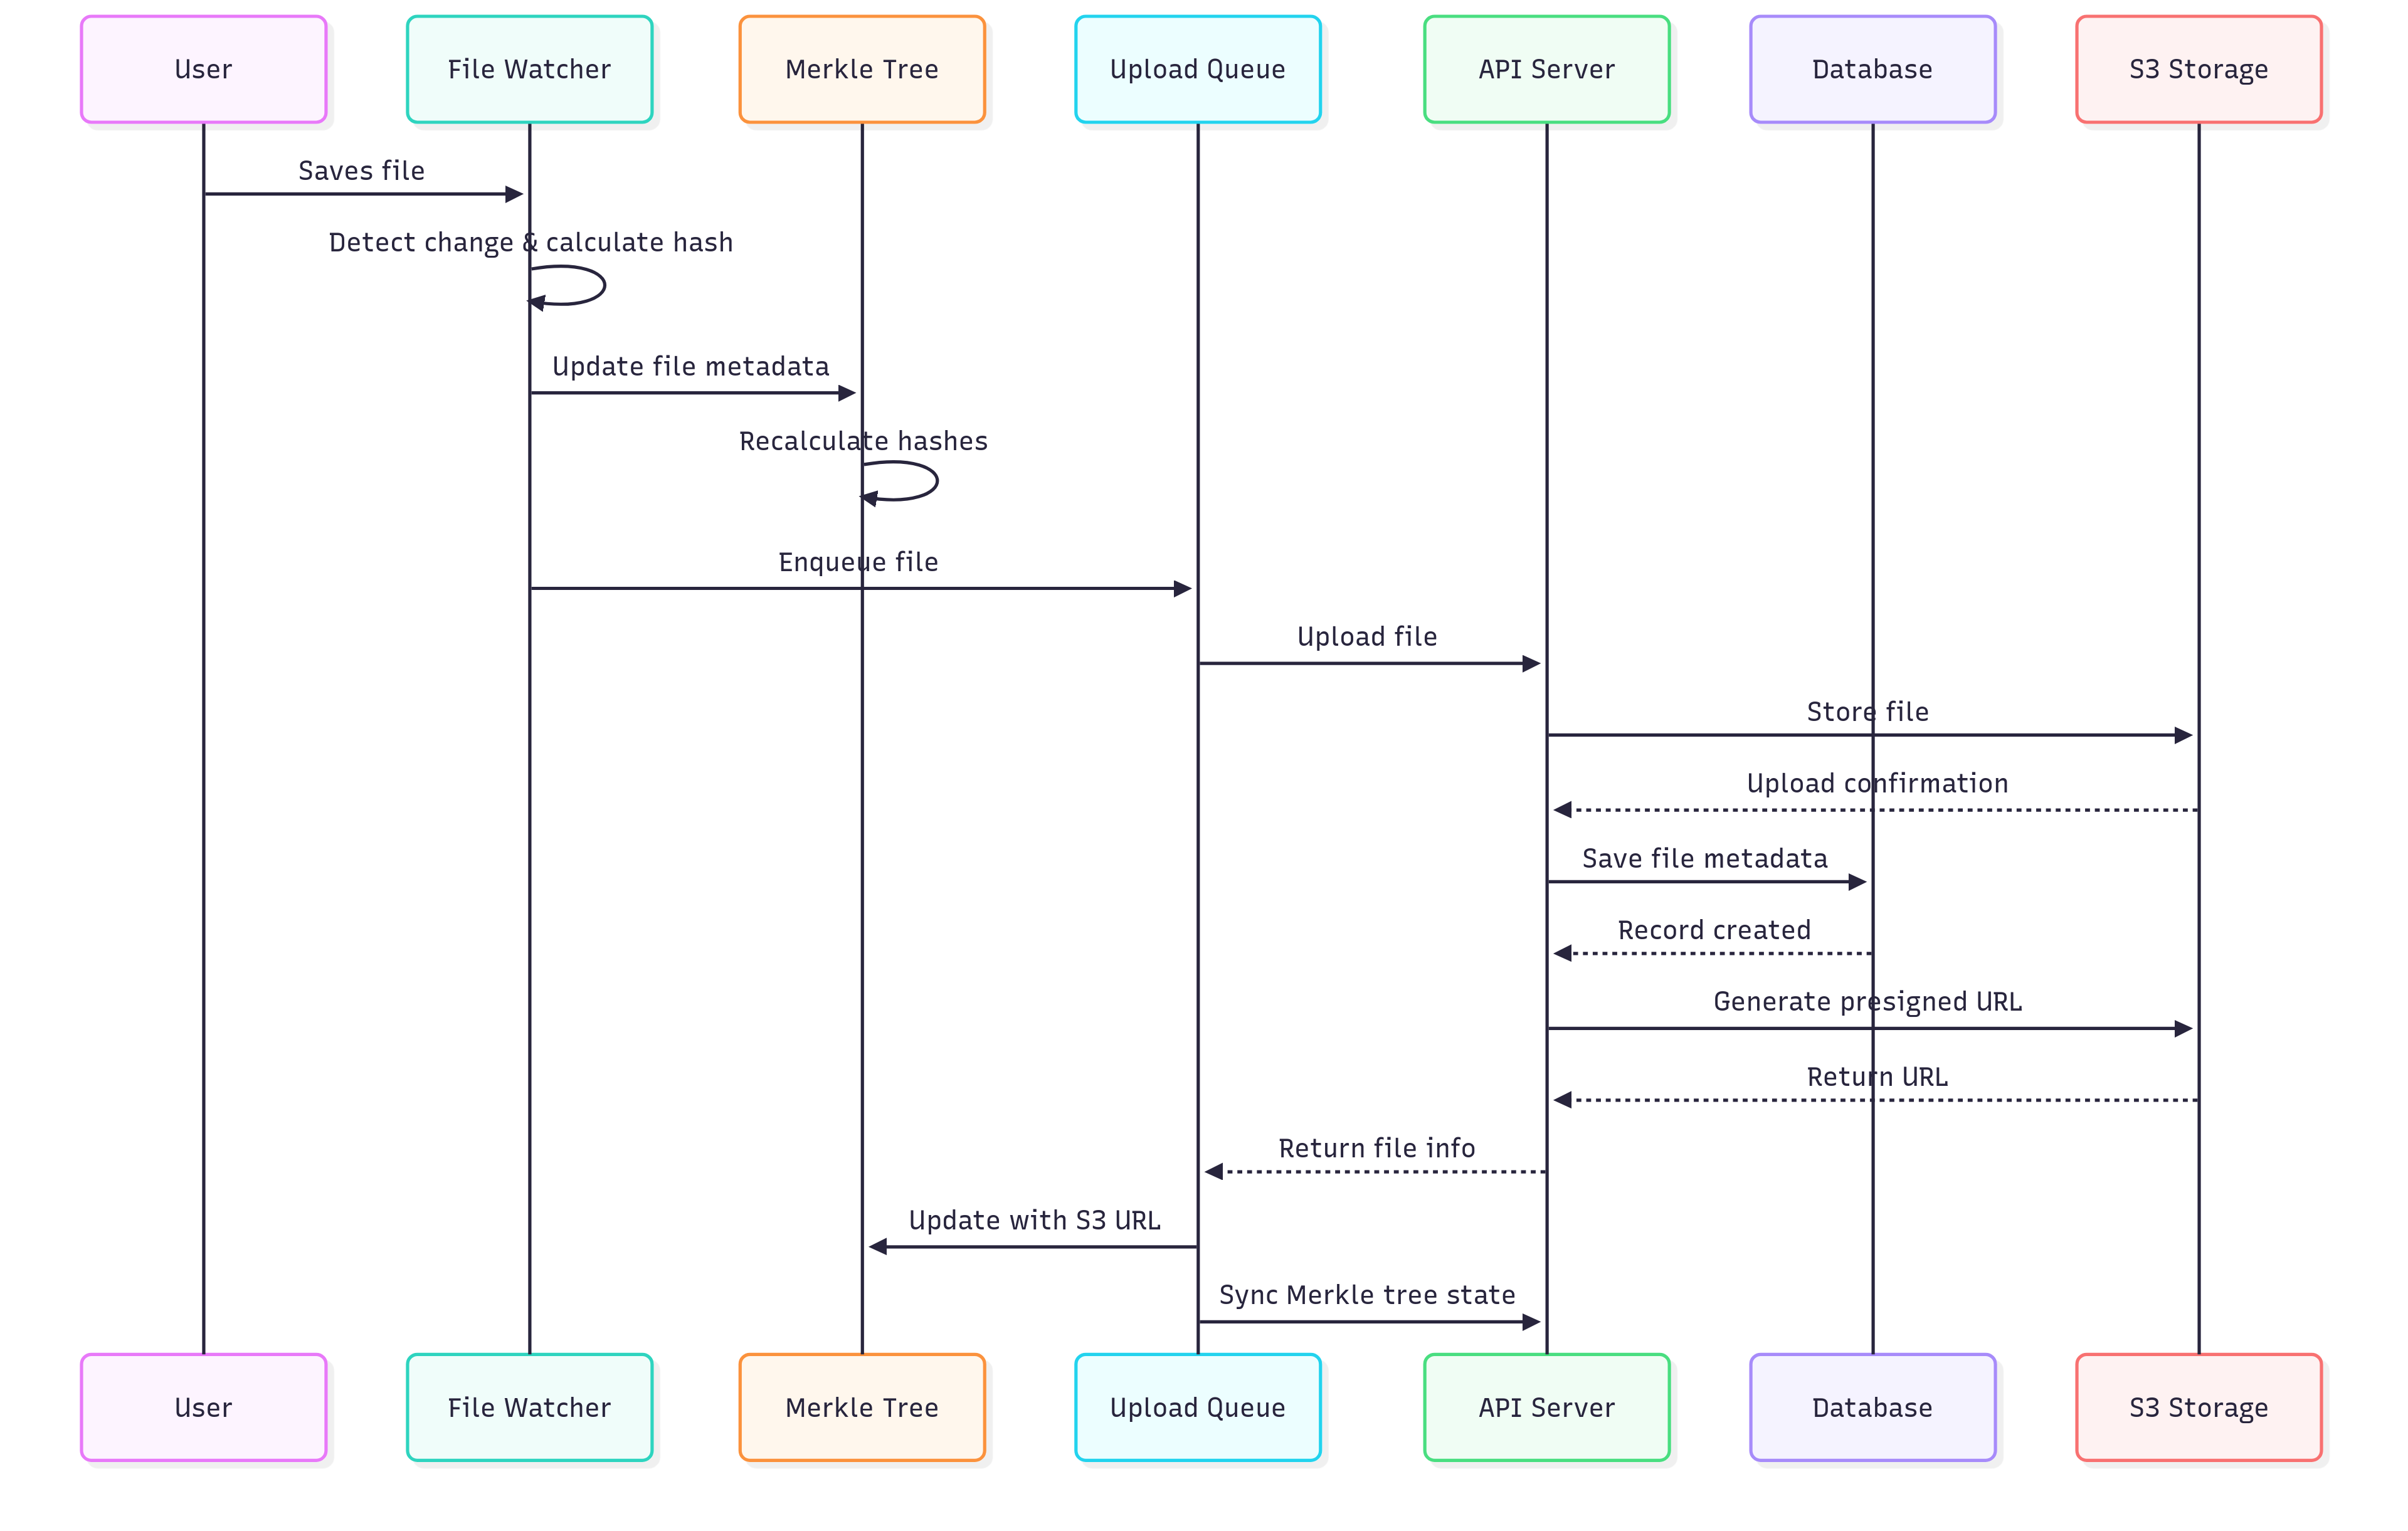 User
File Watcher
Merkle Tree
Upload Queue
API Server
Database
S3 Storage
Saves file
Detect change & calculate hash
Update file metadata
Recalculate hashes
Enqueue file
Upload file
Store file
Upload confirmation
Save file metadata
Record created
Generate presigned URL
Return URL
Return file info
Update with S3 URL
Sync Merkle tree state
User
File Watcher
Merkle Tree
Upload Queue
API Server
Database
S3 Storage